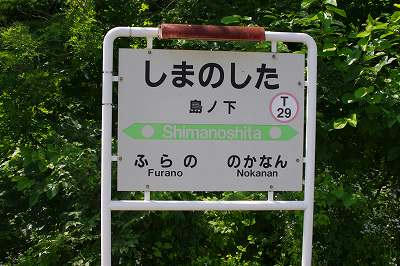 しまのした
島ノ下
T
29
Shimanoshita
ふらの のかなん
Furano Nokanan